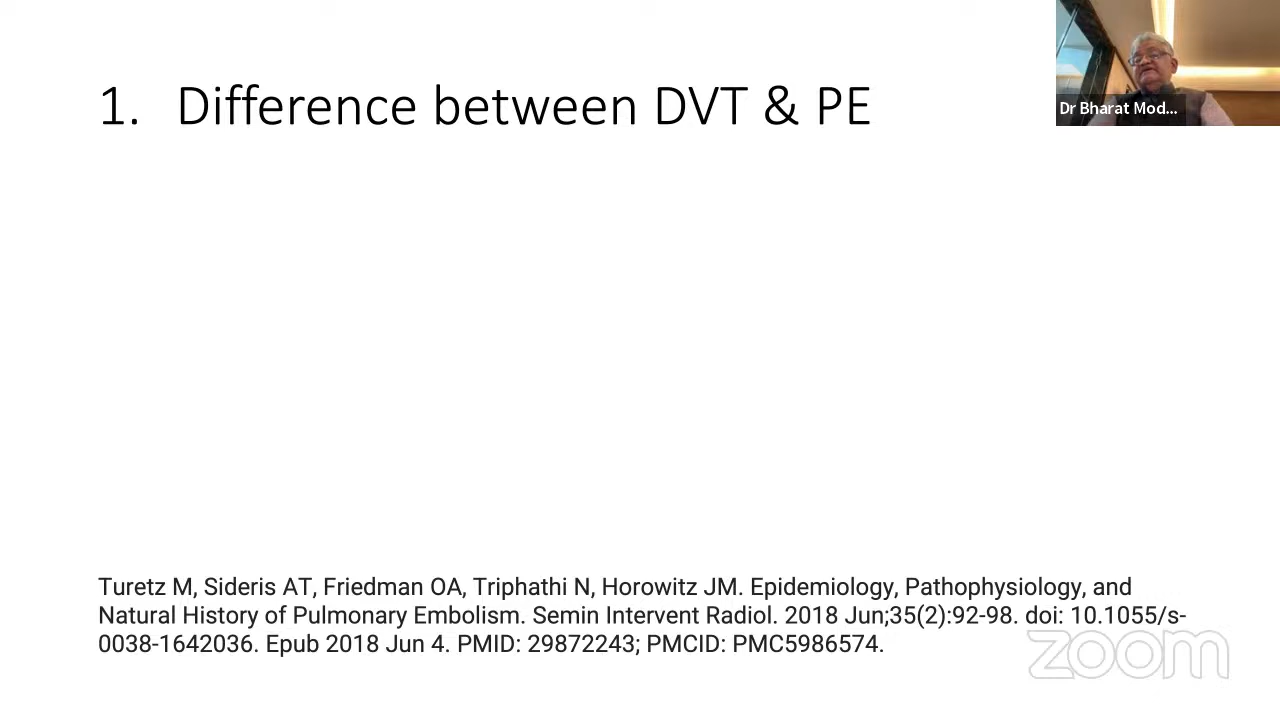 1. Difference between DVT & PE
Dr Bharat Mod...
Turetz M, Sideris AT, Friedman OA, Triphathi N, Horowitz JM. Epidemiology, Pathophysiology, and
Natural History of Pulmonary Embolism. Semin Intervent Radiol. 2018 Jun;35(2):92-98. doi: 10.1055/s-
0038-1642036. Epub 2018 Jun 4. PMID: 29872243; PMCID: PMC5986574.
zoom